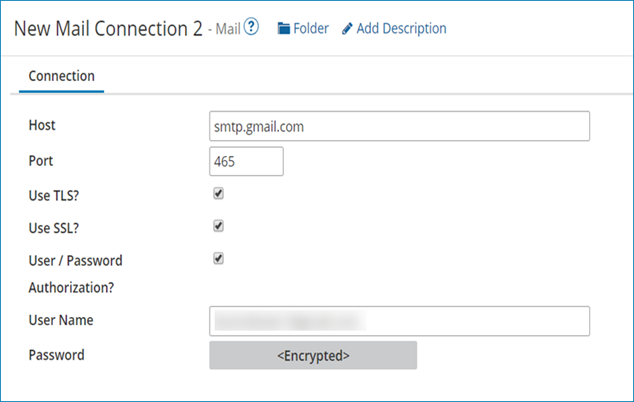 New Mail Connection 2 - Mail ? Folder Add Description
Connection
Host smtp.gmail.com
Port 465
Use TLS?
Use SSL?
User / Password
Authorization?
User Name
Password <Encrypted>